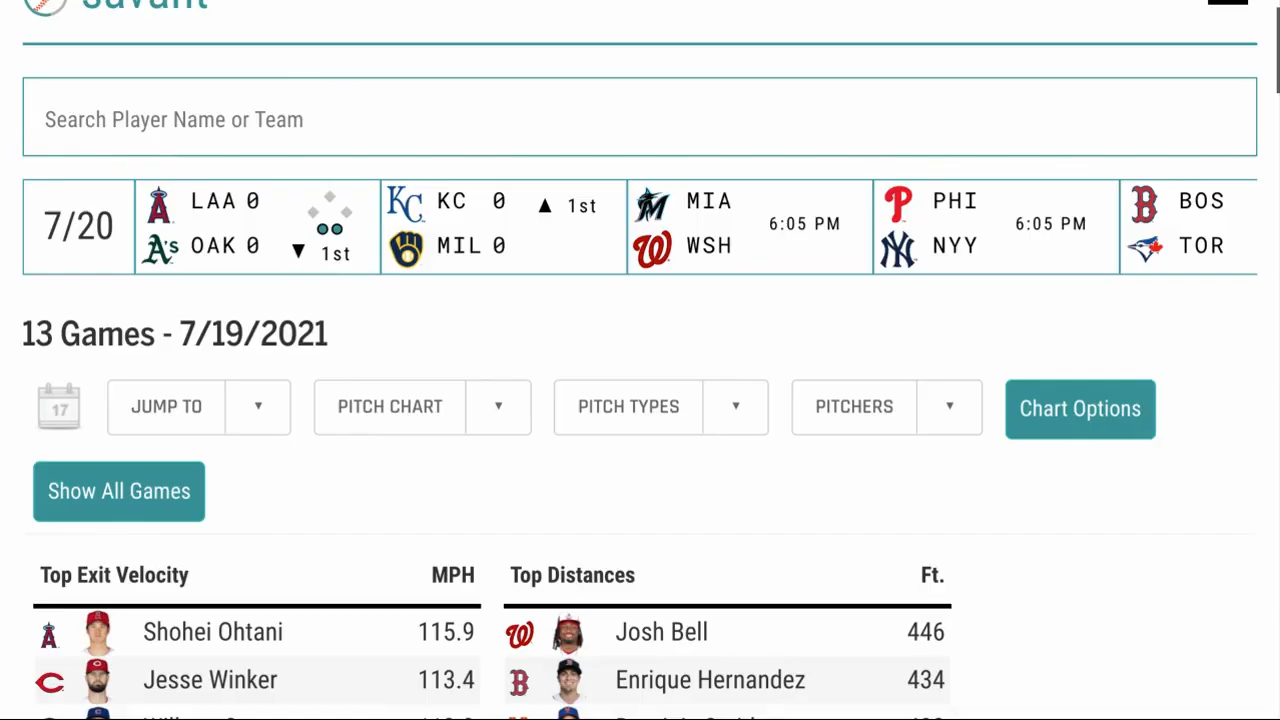 savant
Search Player Name or Team
7/20
LAA 0
OAK 0
▼ 1st
KC 0
MIL 0
▲ 1st
MIA
WSH
6:05 PM
PHI
NYY
6:05 PM
BOS
TOR
13 Games - 7/19/2021
17
JUMP TO ▼
PITCH CHART ▼
PITCH TYPES ▼
PITCHERS ▼
Chart Options
Show All Games
Top Exit Velocity MPH
Shohei Ohtani 115.9
Jesse Winker 113.4
Top Distances Ft.
Josh Bell 446
Enrique Hernandez 434